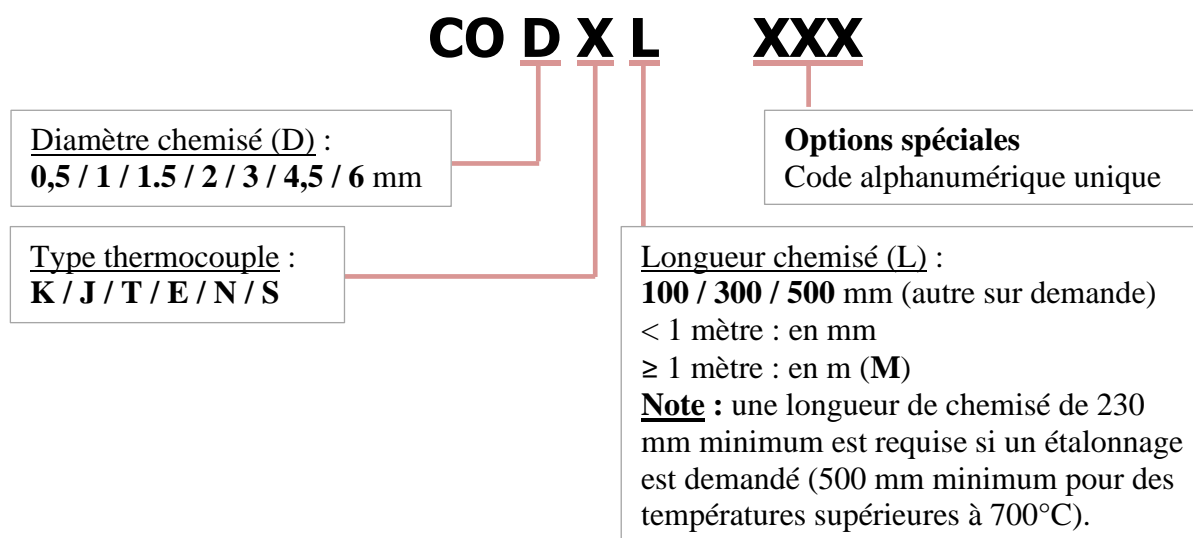 CO D X L XXX
Diamètre chemisé (D) :
0,5 / 1 / 1.5 / 2 / 3 / 4,5 / 6 mm
Options spéciales
Code alphanumérique unique
Type thermocouple :
K / J / T / E / N / S
Longueur chemisé (L) :
100 / 300 / 500 mm (autre sur demande)
< 1 mètre : en mm
≥ 1 mètre : en m (M)
Note : une longueur de chemisé de 230
mm minimum est requise si un étalonnage
est demandé (500 mm minimum pour des
températures supérieures à 700°C).